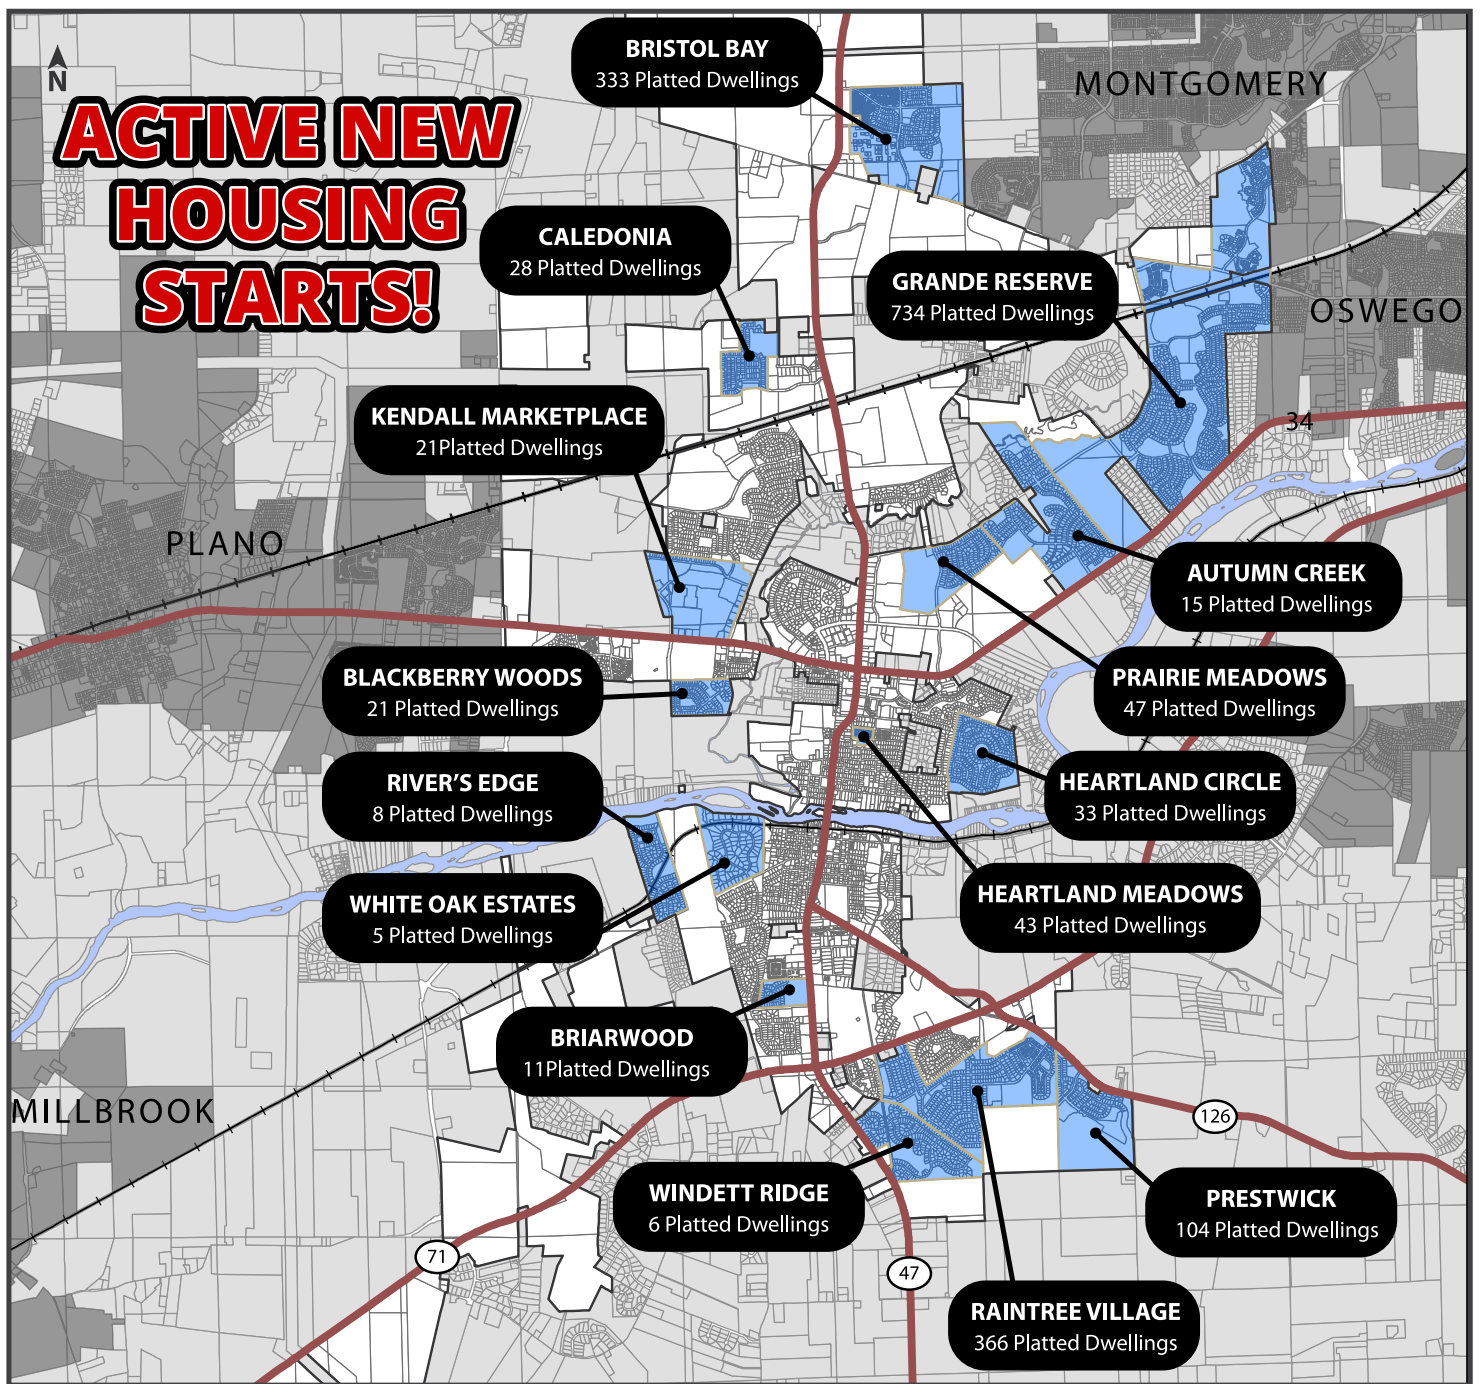 N
ACTIVE NEW
HOUSING
STARTS!
BRISTOL BAY
333 Platted Dwellings
MONTGOMERY
CALEDONIA
28 Platted Dwellings
GRANDE RESERVE
734 Platted Dwellings
OSWEGO
KENDALL MARKETPLACE
21Platted Dwellings
34
PLANO
AUTUMN CREEK
15 Platted Dwellings
BLACKBERRY WOODS
21 Platted Dwellings
PRAIRIE MEADOWS
47 Platted Dwellings
RIVER'S EDGE
8 Platted Dwellings
HEARTLAND CIRCLE
33 Platted Dwellings
WHITE OAK ESTATES
5 Platted Dwellings
HEARTLAND MEADOWS
43 Platted Dwellings
BRIARWOOD
11Platted Dwellings
MILLBROOK
126
WINDETT RIDGE
6 Platted Dwellings
PRESTWICK
104 Platted Dwellings
71
47
RAINTREE VILLAGE
366 Platted Dwellings